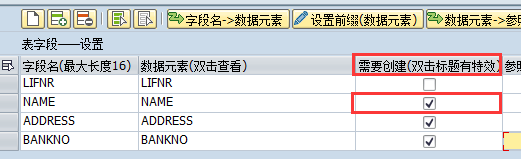 字段名->数据元素 设置前缀(数据元素) 数据元素->参
表字段——设置
字段名(最大长度16) 数据元素(双击查看) 需要创建(双击标题有特效) 参照
LIFNR LIFNR
NAME NAME
ADDRESS ADDRESS
BANKNO BANKNO